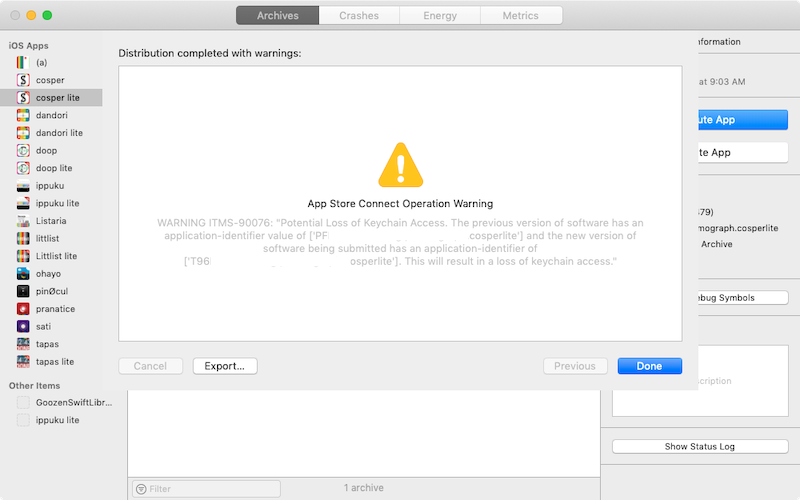 Archives
Crashes
Energy
Metrics
iOS Apps
(a)
cosper
cosper lite
dandori
dandori lite
doop
doop lite
ippuku
ippuku lite
Listaria
littlist
Littlist lite
ohayo
pinØcul
pranatice
sati
tapas
tapas lite
Other Items
GoozenSwiftLibr...
ippuku lite
Distribution completed with warnings:
App Store Connect Operation Warning
WARNING ITMS-90076: "Potential Loss of Keychain Access. The previous version of software has an
application-identifier value of ['PF cosperlite'] and the new version of
software being submitted has an application-identifier of
['T96 cosperlite']. This will result in a loss of keychain access."
Cancel
Export...
Previous
Done
Filter
1 archive
nformation
at 9:03 AM
ute App
te App
79)
mograph.cosperlite
Archive
ebug Symbols
cription
Show Status Log